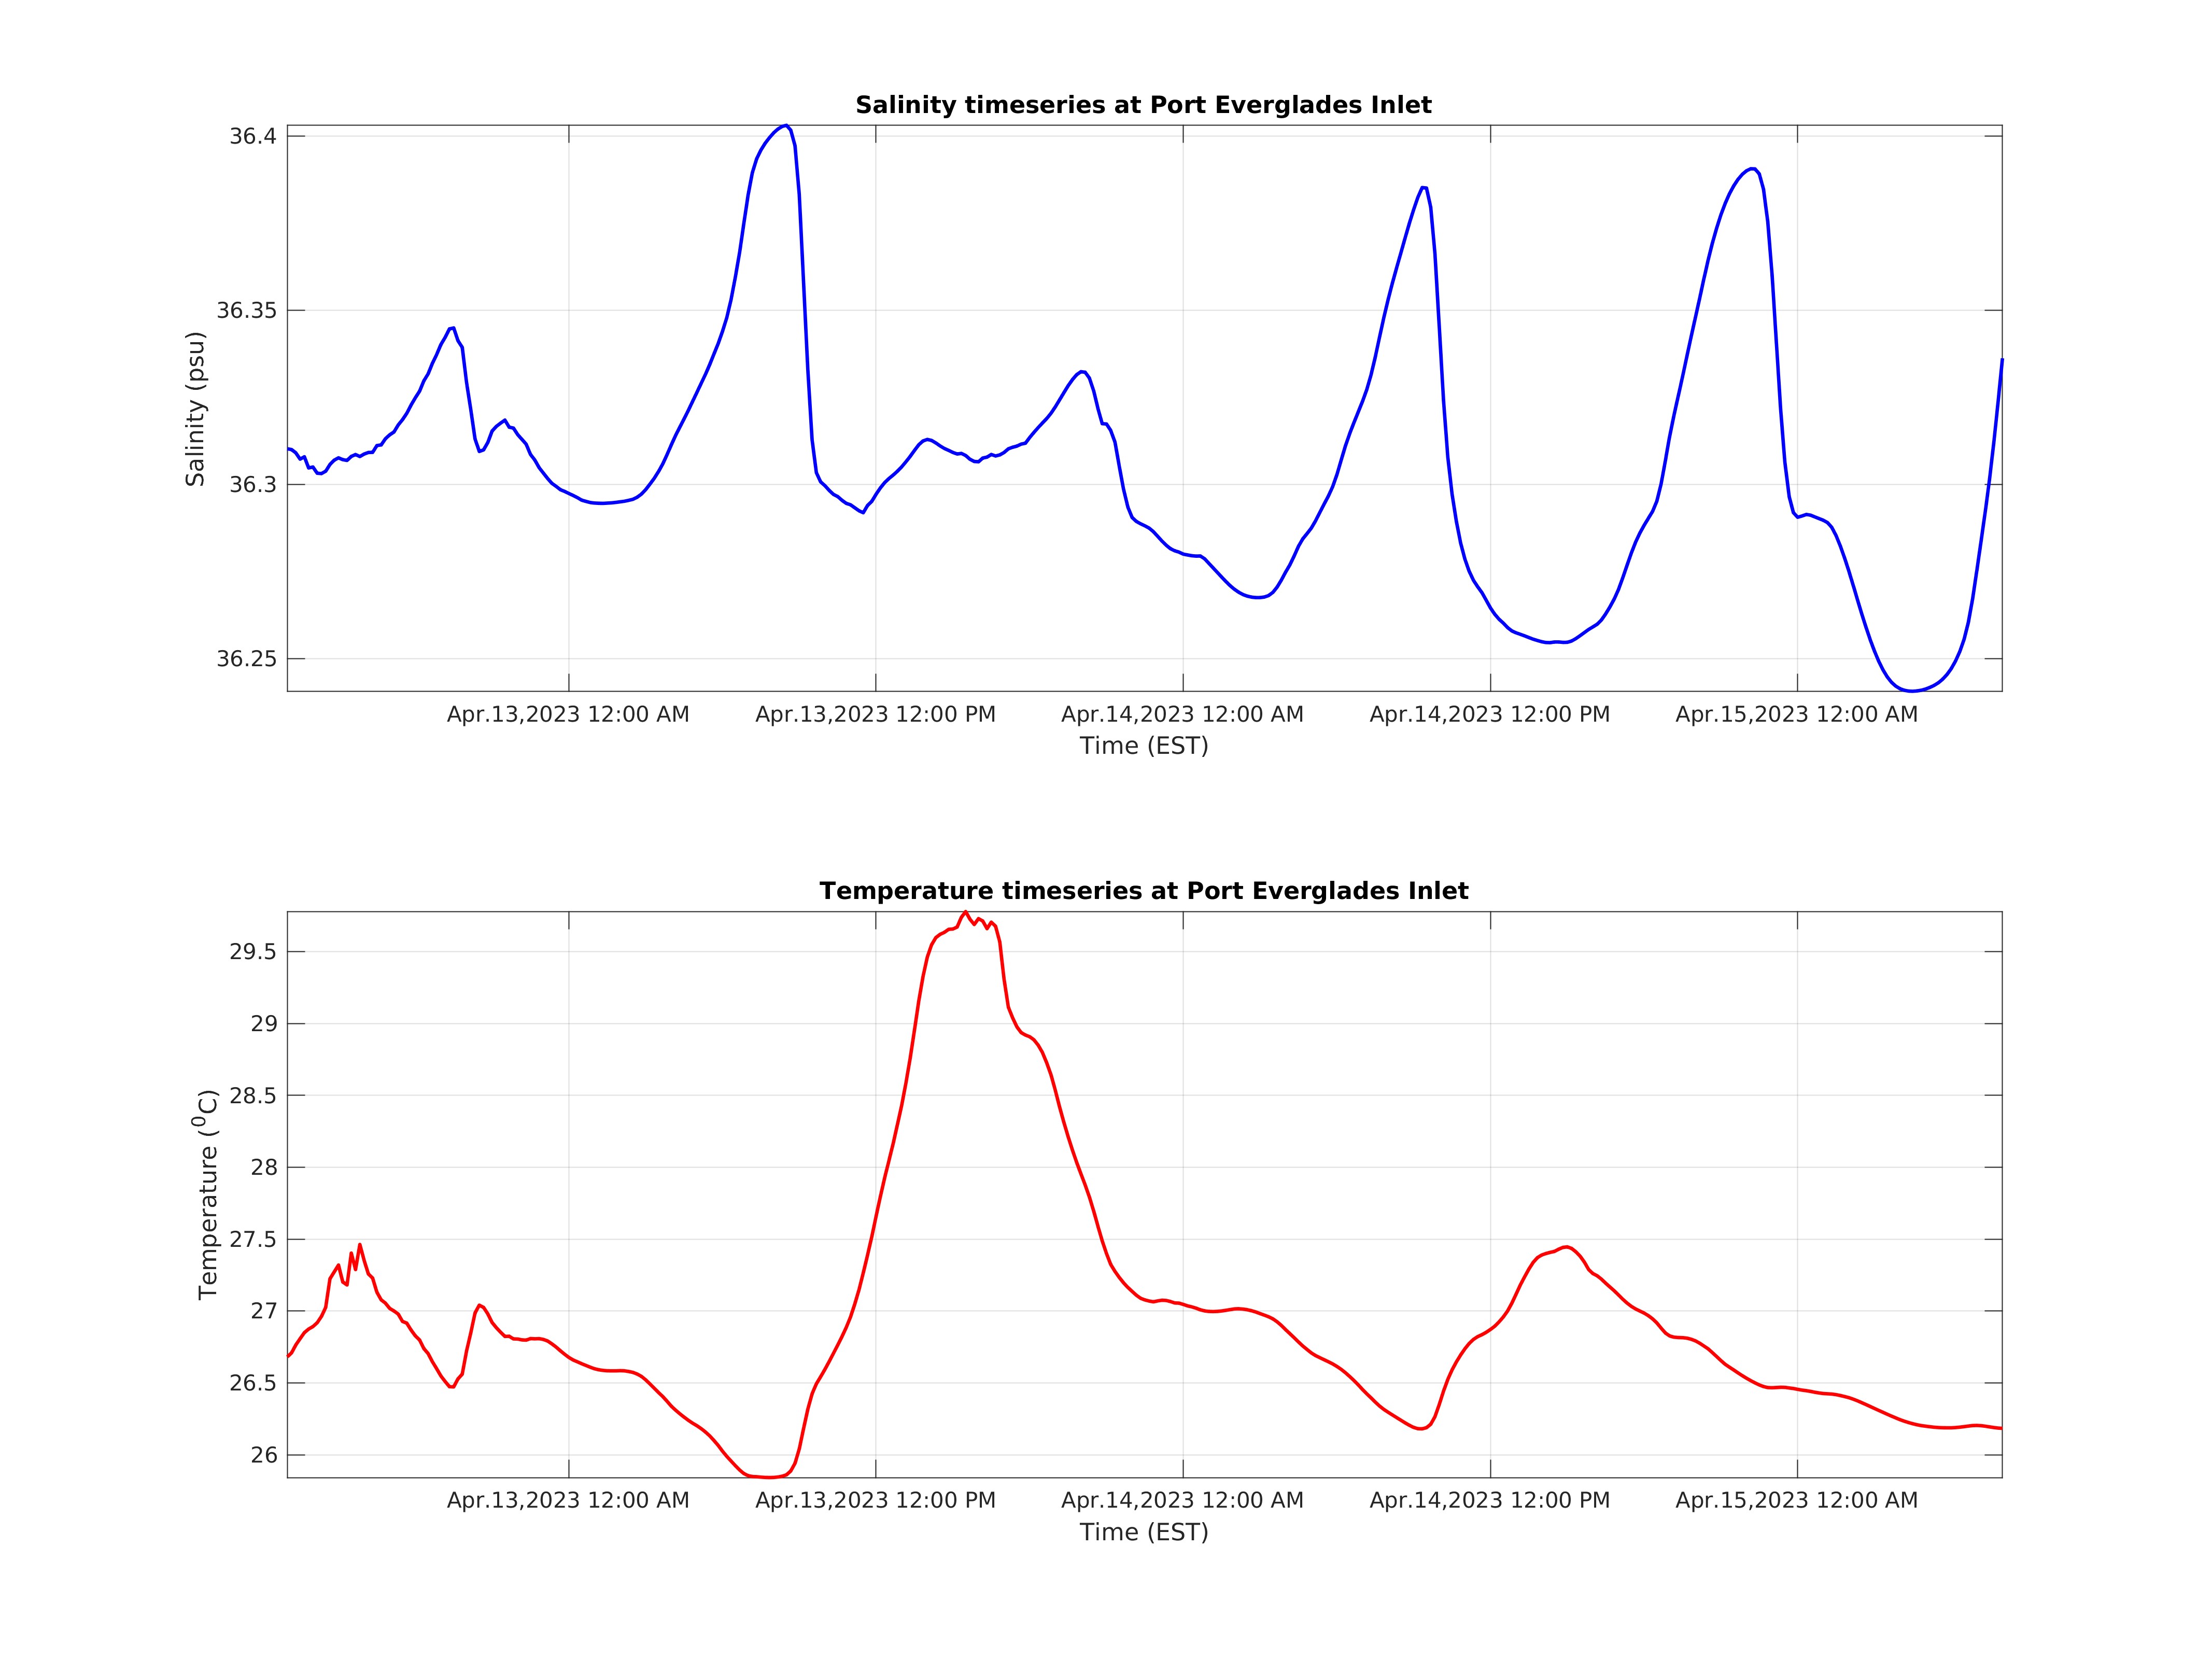 Salinity timeseries at Port Everglades Inlet
36.4
36.35
36.3
36.25
Salinity (psu)
Apr.13,2023 12:00 AM Apr.13,2023 12:00 PM Apr.14,2023 12:00 AM Apr.14,2023 12:00 PM Apr.15,2023 12:00 AM
Time (EST)
Temperature timeseries at Port Everglades Inlet
29.5
29
28.5
28
27.5
27
26.5
26
Temperature (⁰C)
Apr.13,2023 12:00 AM Apr.13,2023 12:00 PM Apr.14,2023 12:00 AM Apr.14,2023 12:00 PM Apr.15,2023 12:00 AM
Time (EST)